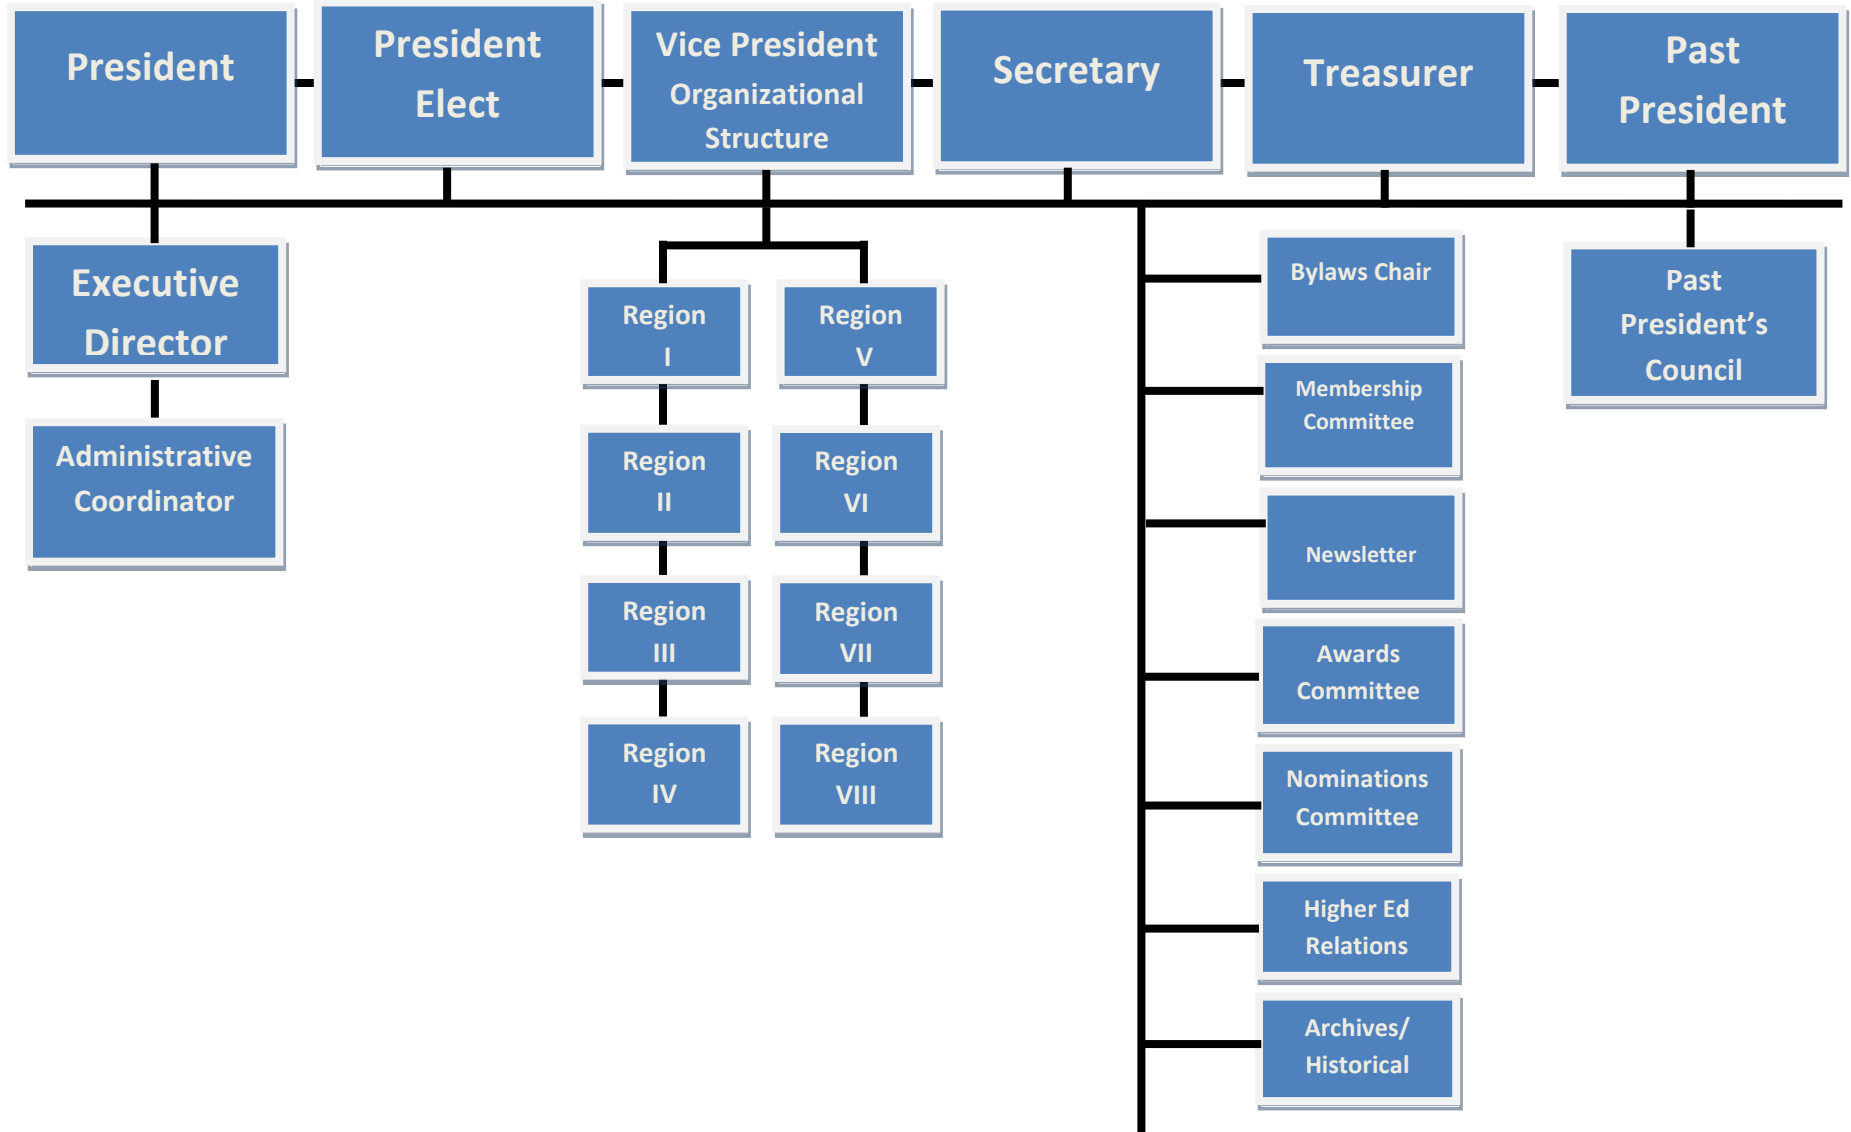 President
President
Elect
Vice President
Organizational
Structure
Secretary
Treasurer
Past
President
Executive
Director
Administrative
Coordinator
Region
I
Region
II
Region
III
Region
IV
Region
V
Region
VI
Region
VII
Region
VIII
Bylaws Chair
Membership
Committee
Newsletter
Awards
Committee
Nominations
Committee
Higher Ed
Relations
Archives/
Historical
Past
President’s
Council